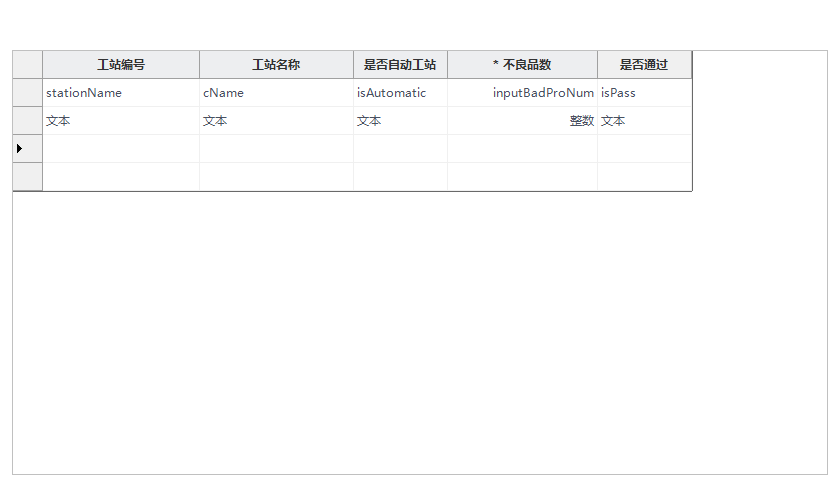 工站编号 工站名称 是否自动工站 * 不良品数 是否通过
stationName cName isAutomatic inputBadProNum isPass
文本 文本 文本 整数 文本